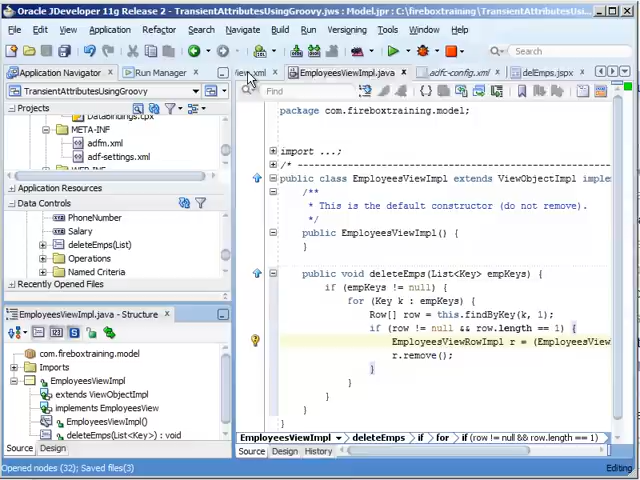 Oracle JDeveloper 11g Release 2 - TransientAttributesUsingGroovy.jws : Model.jpr : C:\fireboxtraining\TransientAttributesUsi...
File Edit View Application Refactor Search Navigate Build Run Versioning Tools Window Help
Search
Application Navigator
Run Manager
iew.xml
EmployeesViewImpl.java
adfc-config.xml
delEmps.jspx
TransientAttributesUsingGroovy
Find
Projects
Databindings.cpx
META-INF
adfm.xml
adf-settings.xml
WEB-INF
Application Resources
Data Controls
PhoneNumber
Salary
deleteEmps(List)
Operations
Named Criteria
Recently Opened Files
package com.fireboxtraining.model;
import ...;
/* ---
public class EmployeesViewImpl extends ViewObjectImpl imple
/**
* This is the default constructor (do not remove).
*/
public EmployeesViewImpl() {
}
public void deleteEmps(List<Key> empKeys) {
if (empKeys != null) {
for (Key k : empKeys) {
Row[] row = this.findByKey(k, 1);
if (row != null && row.length == 1) {
EmployeesViewRowImpl r = (EmployeesView
r.remove();
}
}
}
}
}
EmployeesViewImpl.java - Structure
com.fireboxtraining.model
Imports
EmployeesViewImpl
extends ViewObjectImpl
implements EmployeesView
EmployeesViewImpl()
deleteEmps(List<Key>) : void
Source Design
EmployeesViewImpl deleteEmps if for if (row != null && row.length == 1)
Source Design History
Opened nodes (32); Saved files(3)
Editing